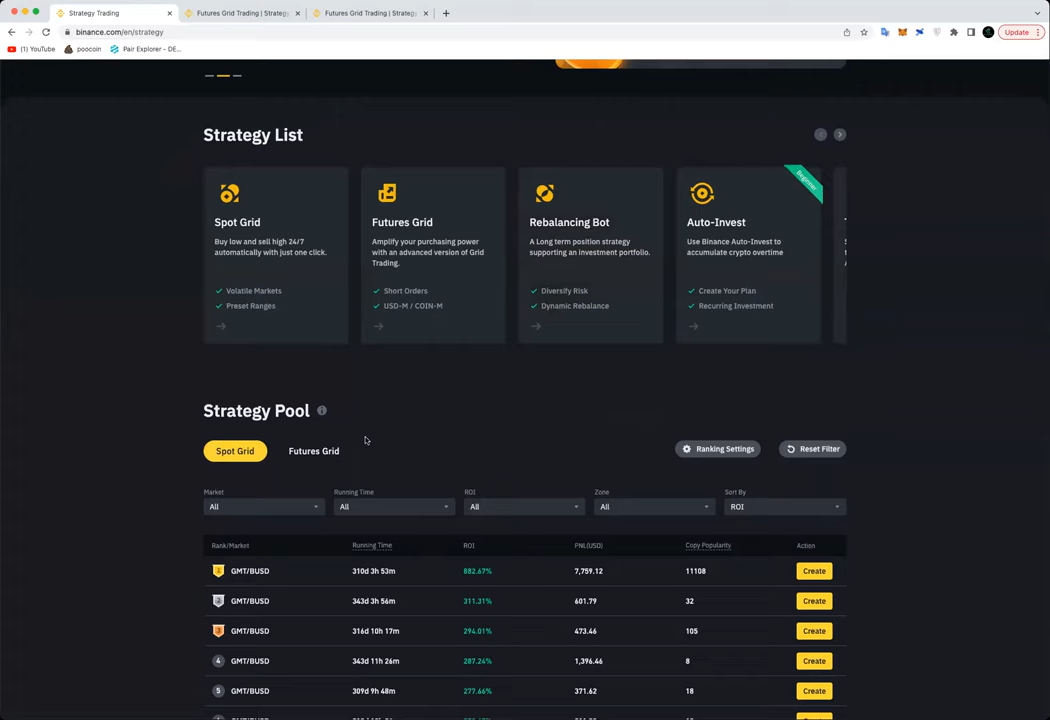 Strategy Trading
Futures Grid Trading | Strategy
Futures Grid Trading | Strategy
binance.com/en/strategy
Update
YouTube
poocoin
Pair Explorer - DE...
Strategy List
Spot Grid
Buy low and sell high 24/7
automatically with just one click.
Volatile Markets
Preset Ranges
Futures Grid
Amplify your purchasing power
with an advanced version of Grid
Trading.
Short Orders
USD-M / COIN-M
Rebalancing Bot
A Long term position strategy
supporting an investment portfolio.
Diversify Risk
Dynamic Rebalance
Beginner
Auto-Invest
Use Binance Auto-Invest to
accumulate crypto overtime
Create Your Plan
Recurring Investment
Strategy Pool
Spot Grid Futures Grid Ranking Settings Reset Filter
Market Running Time ROI Zone Sort By
All All All All ROI
Rank/Market Running Time ROI PNL(USD) Copy Popularity Action
1 GMT/BUSD 310d 3h 53m 882.67% 7,759.12 11108 Create
2 GMT/BUSD 343d 3h 56m 311.31% 601.79 32 Create
3 GMT/BUSD 316d 10h 17m 294.01% 473.46 105 Create
4 GMT/BUSD 343d 11h 26m 287.24% 1,396.46 8 Create
5 GMT/BUSD 309d 9h 48m 277.66% 371.62 18 Create